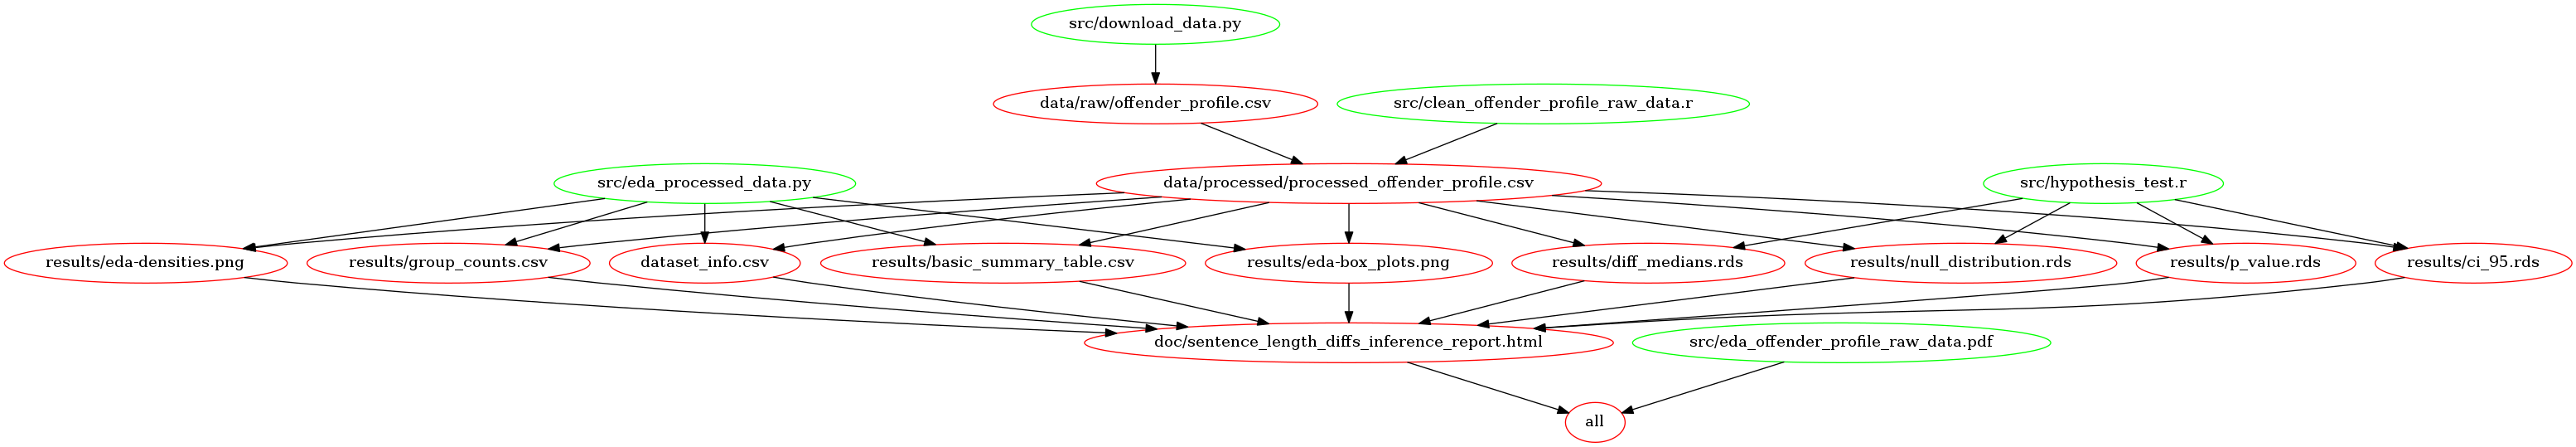 src/download_data.py
data/raw/offender_profile.csv
src/clean_offender_profile_raw_data.r
src/eda_processed_data.py
data/processed/processed_offender_profile.csv
src/hypothesis_test.r
results/eda-densities.png
results/group_counts.csv
dataset_info.csv
results/basic_summary_table.csv
results/eda-box_plots.png
results/diff_medians.rds
results/null_distribution.rds
results/p_value.rds
results/ci_95.rds
doc/sentence_length_diffs_inference_report.html
src/eda_offender_profile_raw_data.pdf
all